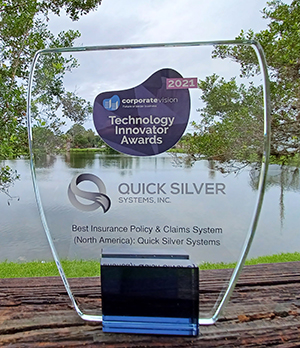 2021
corporatevision
Technology
Innovator
Awards
QUICK SILVER
SYSTEMS, INC.
Best Insurance Policy & Claims System
(North America): Quick Silver Systems